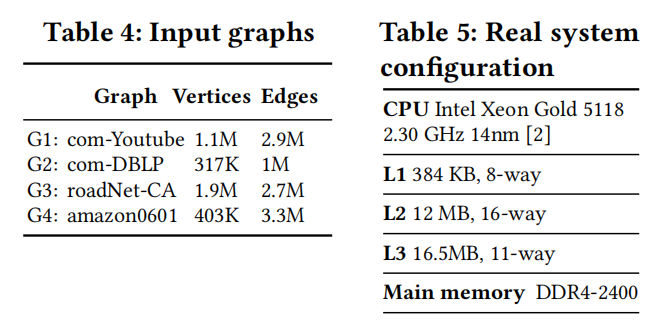 Table 4: Input graphs
Graph Vertices Edges
G1: com-Youtube 1.1M 2.9M
G2: com-DBLP 317K 1M
G3: roadNet-CA 1.9M 2.7M
G4: amazon0601 403K 3.3M
Table 5: Real system
configuration
CPU Intel Xeon Gold 5118
2.30 GHz 14nm [2]
L1 384 KB, 8-way
L2 12 MB, 16-way
L3 16.5MB, 11-way
Main memory DDR4-2400